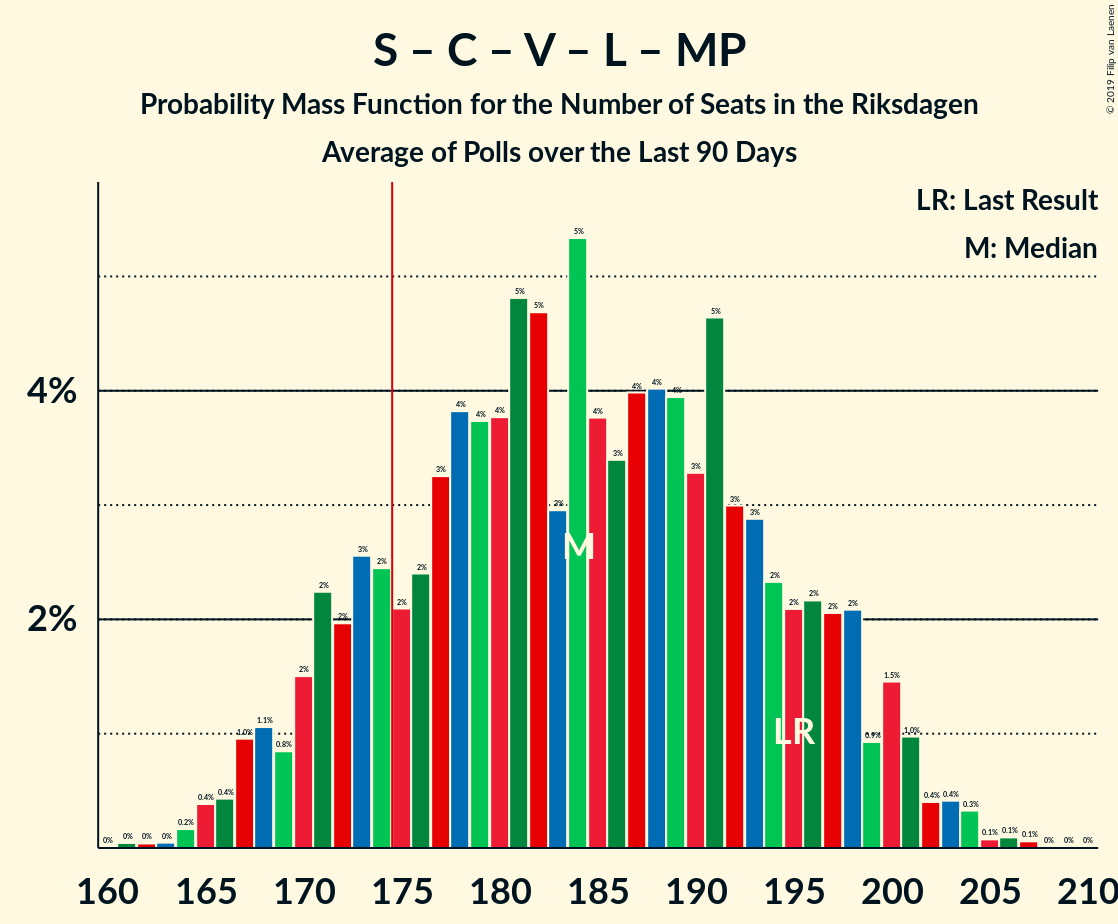 S – C – V – L – MP
Probability Mass Function for the Number of Seats in the Riksdagen
Average of Polls over the Last 90 Days
© 2019 Filip van Laenen
LR: Last Result
M: Median
4%
2%
0% 0% 0% 0% 0.2% 0.4% 0.4% 1.0% 1.1% 0.8% 2% 2% 2% 3% 2% 2% 2% 3% 4% 4% 4% 5% 5% 2% 5% 4% 3% 4% 4% 4% 3% 5% 3% 3% 2% 2% 2% 2% 2% 0.9% 1.5% 1.0% 0.4% 0.4% 0.3% 0.1% 0.1% 0.1% 0% 0% 0%
M
LR
160 165 170 175 180 185 190 195 200 205 210